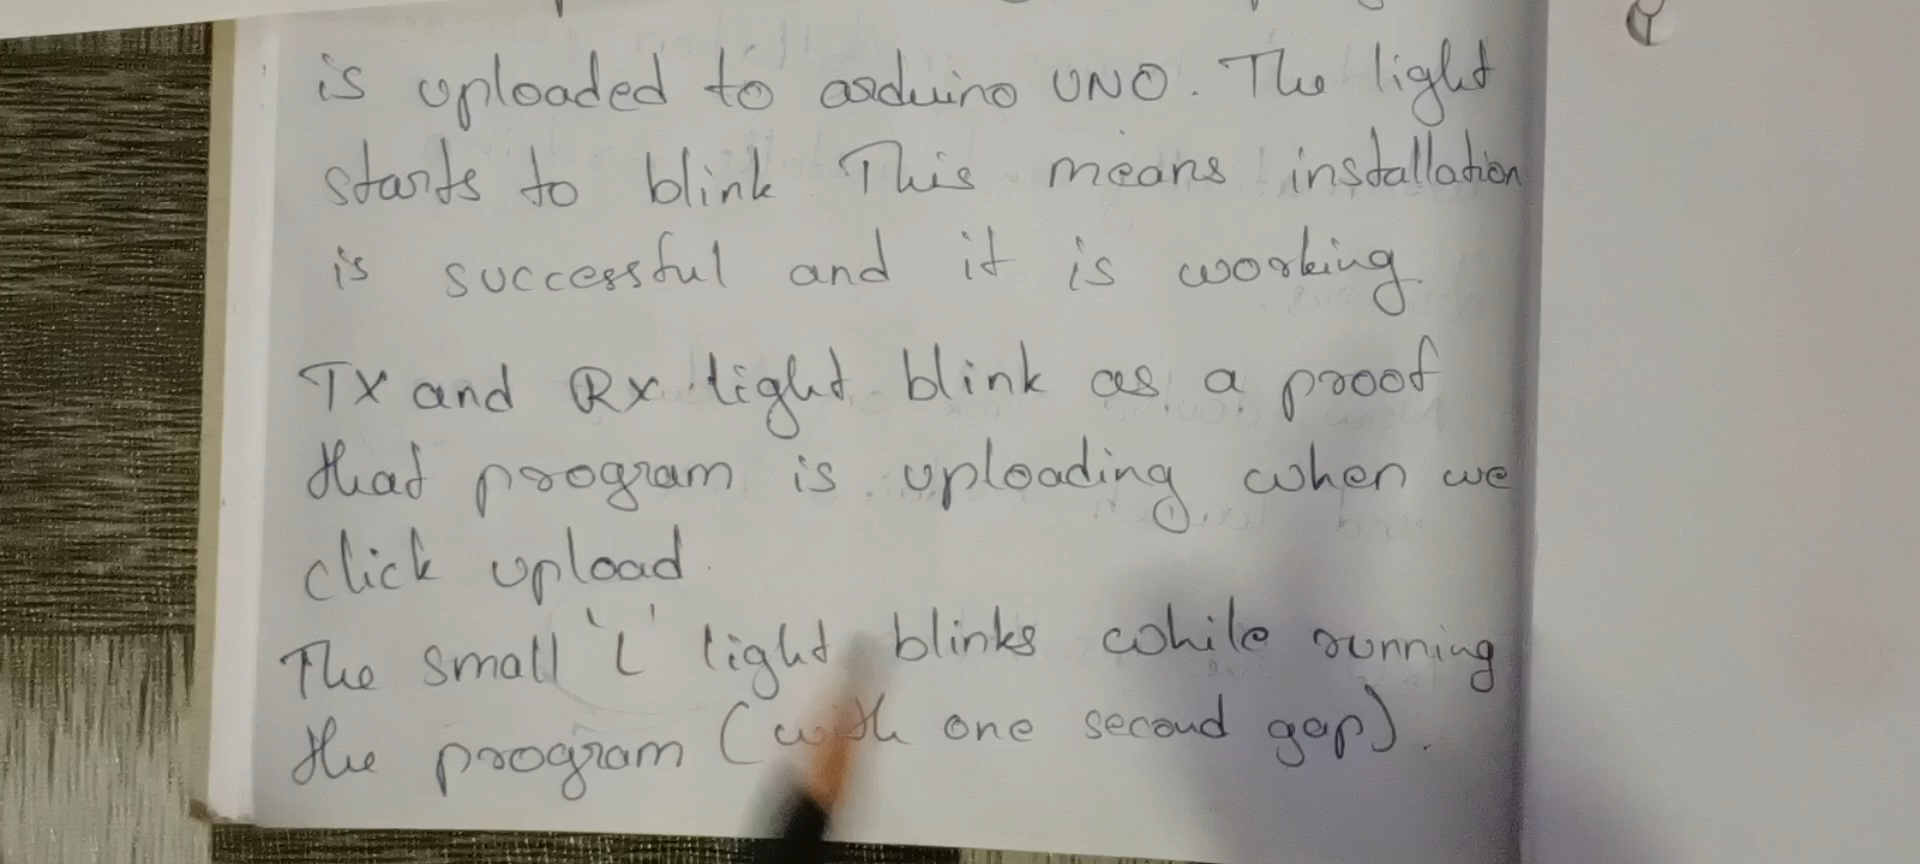 is uploaded to arduino UNO. The light
starts to blink This means installation
is successful and it is working
TX and Rx light blink as a proof
that program is uploading when we
click upload
The small 'L' light blinks while running
the program (with one second gap).